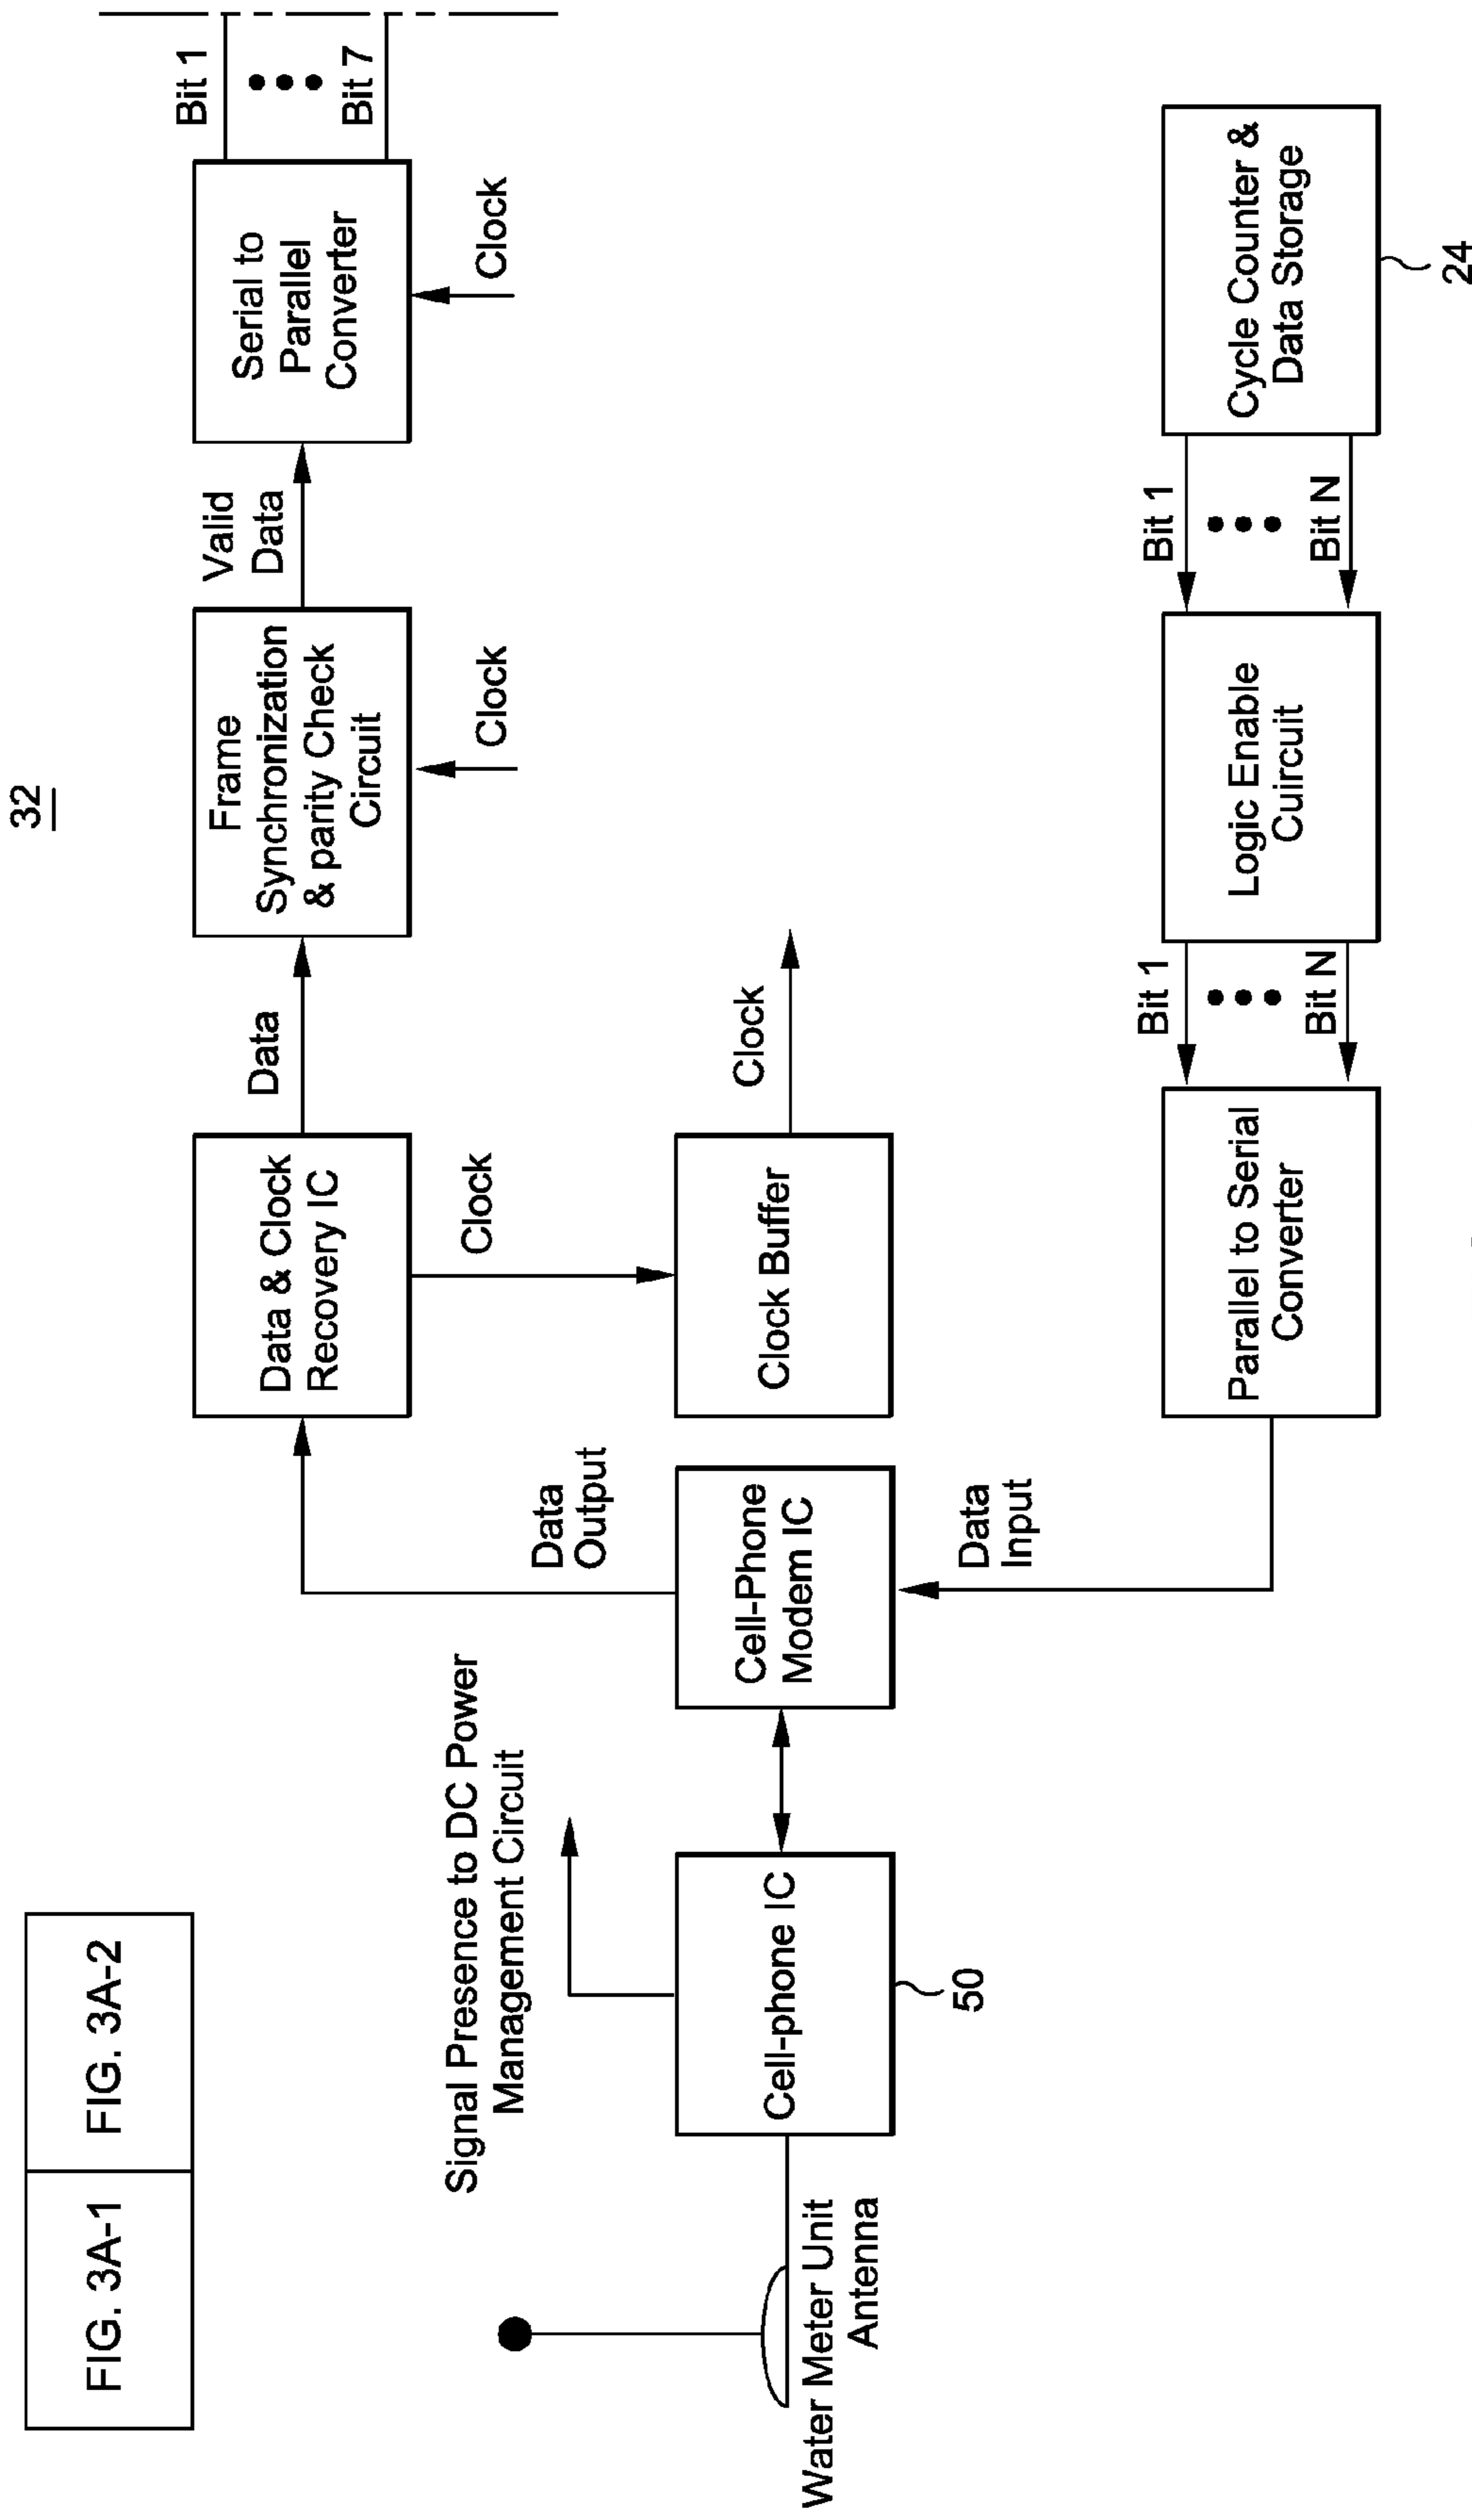 32
FIG. 3A-1
FIG. 3A-2
Signal Presence to DC Power
Management Circuit
Water Meter Unit
Antenna
Cell-phone IC
50
Cell-Phone
Modem IC
Data
Output
Data
Input
Data & Clock
Recovery IC
Clock
Clock Buffer
Clock
Data
Frame
Synchronization
& parity Check
Circuit
Clock
Valid
Data
Serial to
Parallel
Converter
Clock
Bit 1
Bit 7
Parallel to Serial
Converter
Bit 1
Bit N
Logic Enable
Cuircuit
Bit 1
Bit N
Cycle Counter &
Data Storage
24